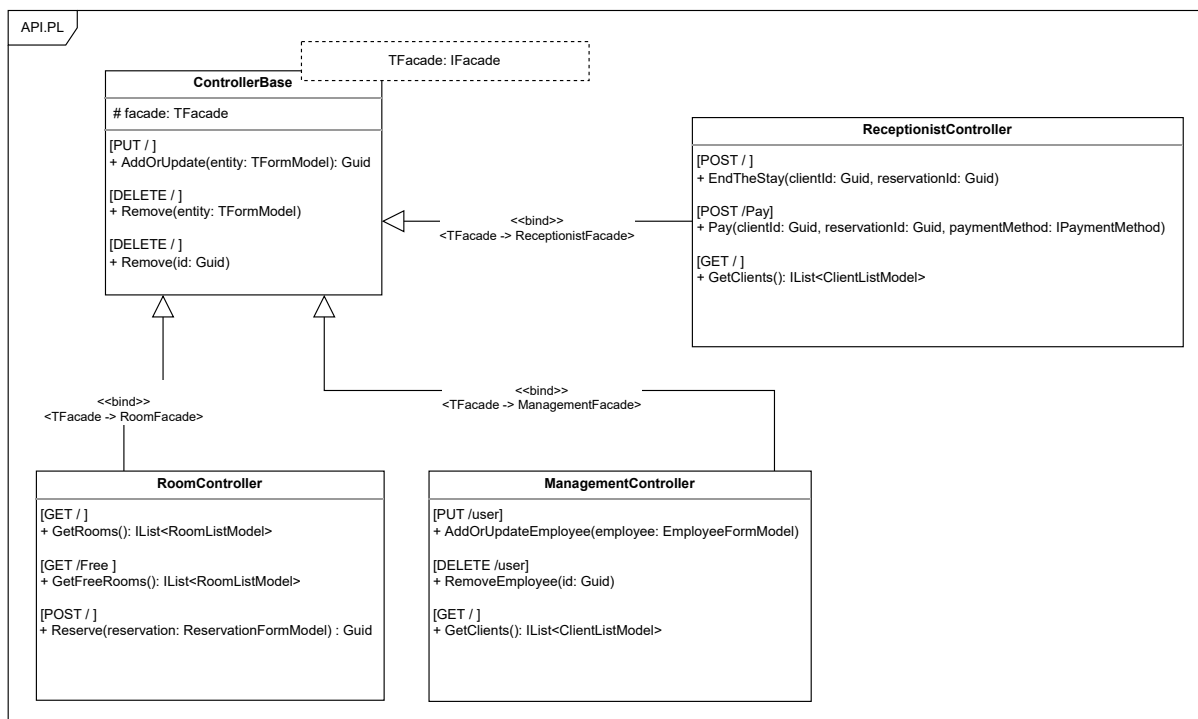 API.PL
TFacade: IFacade
ControllerBase
# facade: TFacade
[PUT / ]
+ AddOrUpdate(entity: TFormModel): Guid
[DELETE / ]
+ Remove(entity: TFormModel)
[DELETE / ]
+ Remove(id: Guid)
<<bind>>
<TFacade -> ReceptionistFacade>
ReceptionistController
[POST / ]
+ EndTheStay(clientId: Guid, reservationId: Guid)
[POST /Pay]
+ Pay(clientId: Guid, reservationId: Guid, paymentMethod: IPaymentMethod)
[GET / ]
+ GetClients(): IList<ClientListModel>
<<bind>>
<TFacade -> RoomFacade>
<<bind>>
<TFacade -> ManagementFacade>
RoomController
[GET / ]
+ GetRooms(): IList<RoomListModel>
[GET /Free ]
+ GetFreeRooms(): IList<RoomListModel>
[POST / ]
+ Reserve(reservation: ReservationFormModel) : Guid
ManagementController
[PUT /user]
+ AddOrUpdateEmployee(employee: EmployeeFormModel)
[DELETE /user]
+ RemoveEmployee(id: Guid)
[GET / ]
+ GetClients(): IList<ClientListModel>